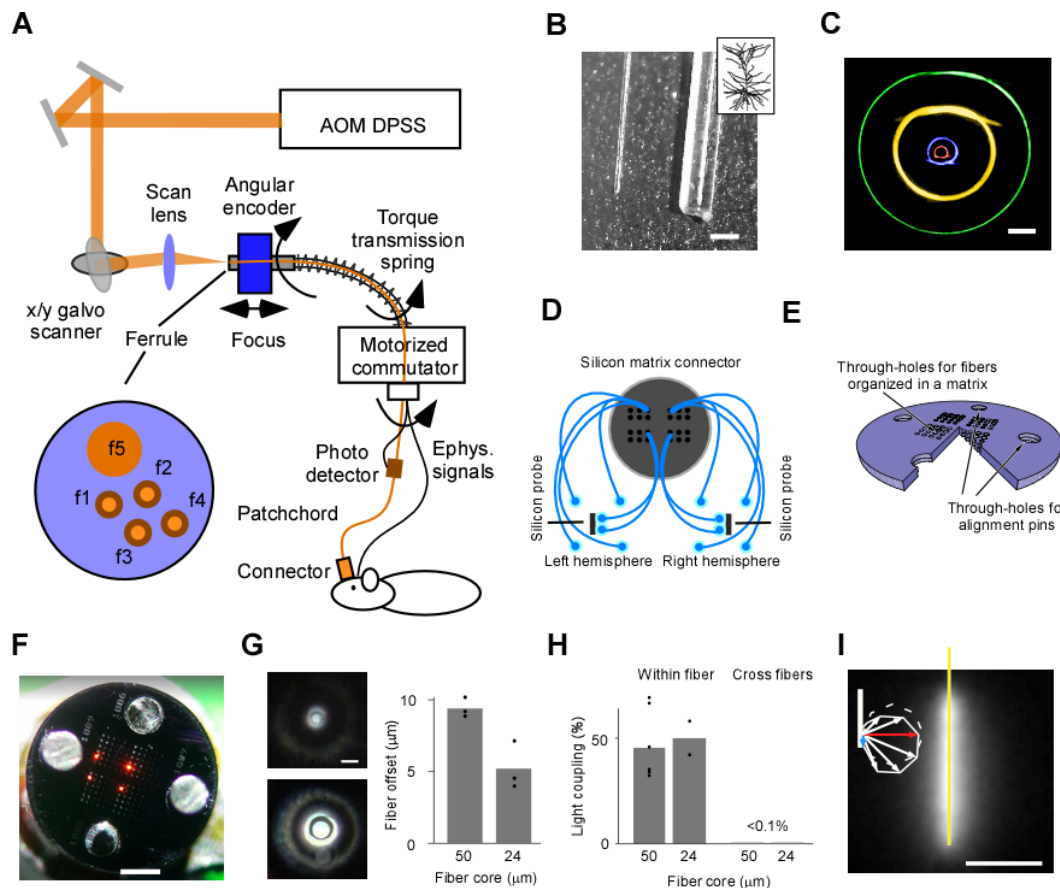 A
AOM DPSS
Scan
lens
Angular
encoder
Torque
transmission
spring
x/y galvo
scanner
Ferrule
Focus
Motorized
commutator
f5
f2
f1
f4
f3
Photo
detector
Ephys.
signals
Patchchord
Connector
B
C
D
Silicon matrix connector
Silicon probe
Silicon probe
Left hemisphere
Right hemisphere
E
Through-holes for fibers
organized in a matrix
Through-holes fo
alignment pins
F
G001
1006
G
Fiber offset (μm)
10
5
0
50
24
H
Within fiber
Cross fibers
Light coupling (%)
50
0
<0.1%
50
24
50
24
Fiber core (μm)
Fiber core (μm)
I